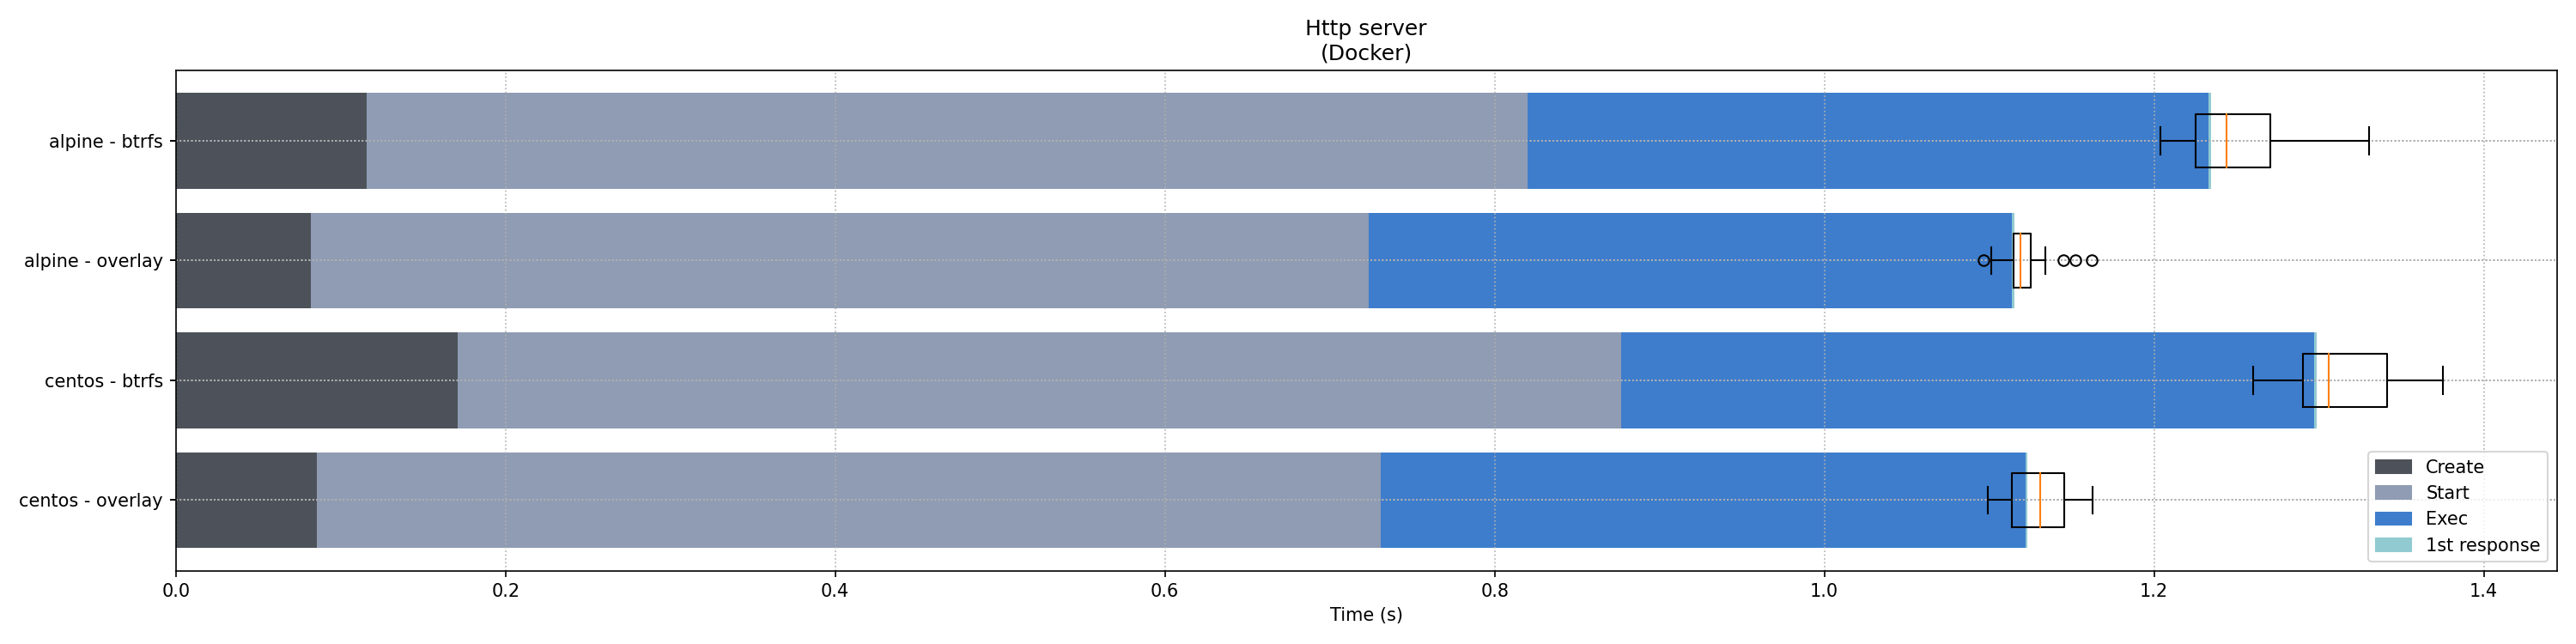 Http server
(Docker)
alpine - btrfs
alpine - overlay
centos - btrfs
centos - overlay
Create
Start
Exec
1st response
0.0 0.2 0.4 0.6 0.8 1.0 1.2 1.4
Time (s)